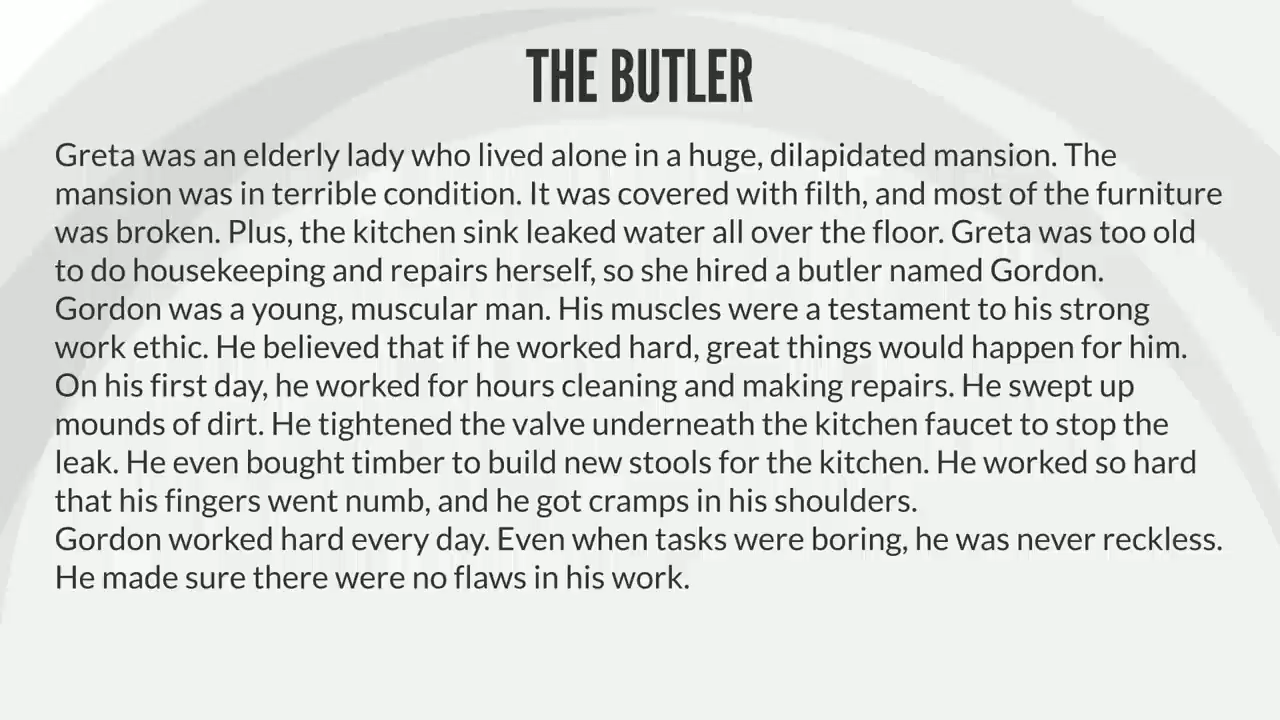 THE BUTLER
Greta was an elderly lady who lived alone in a huge, dilapidated mansion. The
mansion was in terrible condition. It was covered with filth, and most of the furniture
was broken. Plus, the kitchen sink leaked water all over the floor. Greta was too old
to do housekeeping and repairs herself, so she hired a butler named Gordon.
Gordon was a young, muscular man. His muscles were a testament to his strong
work ethic. He believed that if he worked hard, great things would happen for him.
On his first day, he worked for hours cleaning and making repairs. He swept up
mounds of dirt. He tightened the valve underneath the kitchen faucet to stop the
leak. He even bought timber to build new stools for the kitchen. He worked so hard
that his fingers went numb, and he got cramps in his shoulders.
Gordon worked hard every day. Even when tasks were boring, he was never reckless.
He made sure there were no flaws in his work.